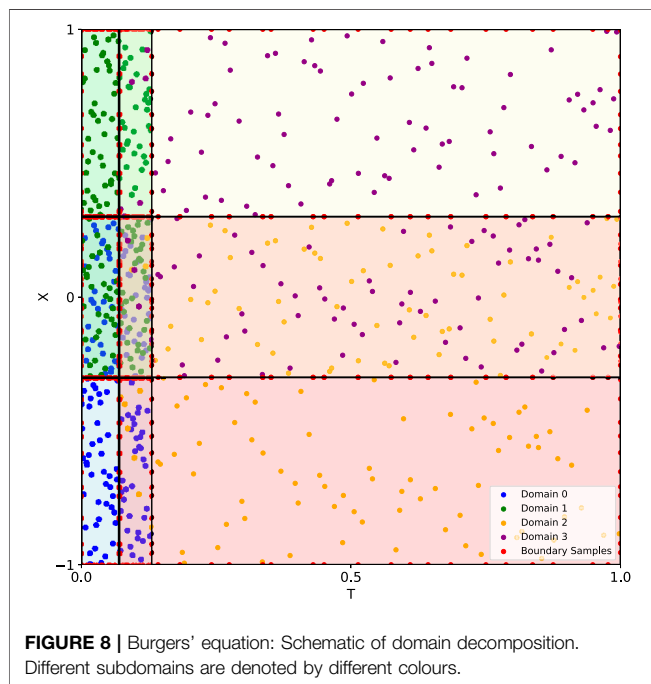 1
X
0
−1
0.0
0.5
1.0
T
Domain 0
Domain 1
Domain 2
Domain 3
Boundary Samples
FIGURE 8 | Burgers' equation: Schematic of domain decomposition.
Different subdomains are denoted by different colours.